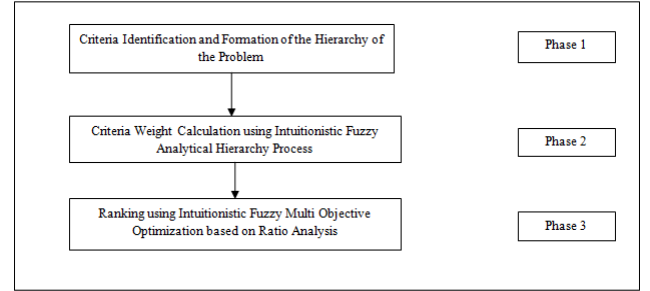 Criteria Identification and Formation of the Hierarchy of
the Problem
Phase 1
Criteria Weight Calculation using Intuitionistic Fuzzy
Analytical Hierarchy Process
Phase 2
Ranking using Intuitionistic Fuzzy Multi Objective
Optimization based on Ratio Analysis
Phase 3